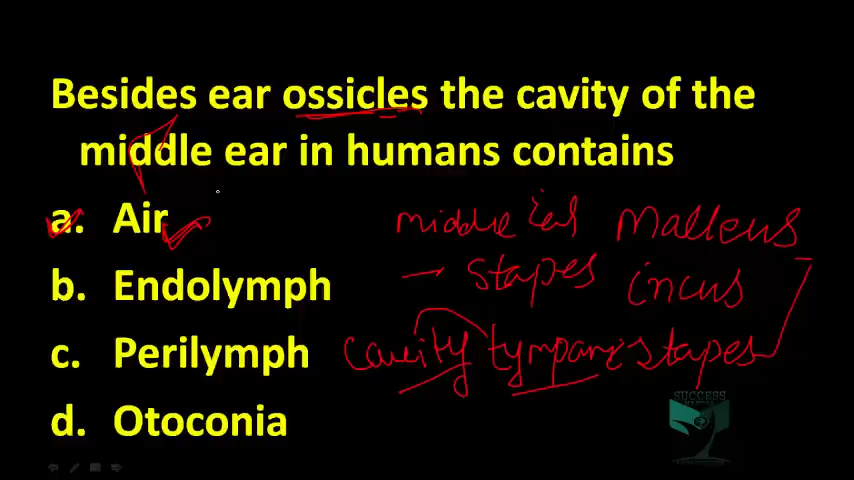 Besides ear ossicles the cavity of the
middle ear in humans contains
a. Air
b. Endolymph
c. Perilymph
d. Otoconia
middle ear malleus
stapes incus
cavity tympani stapes
SUCCESS